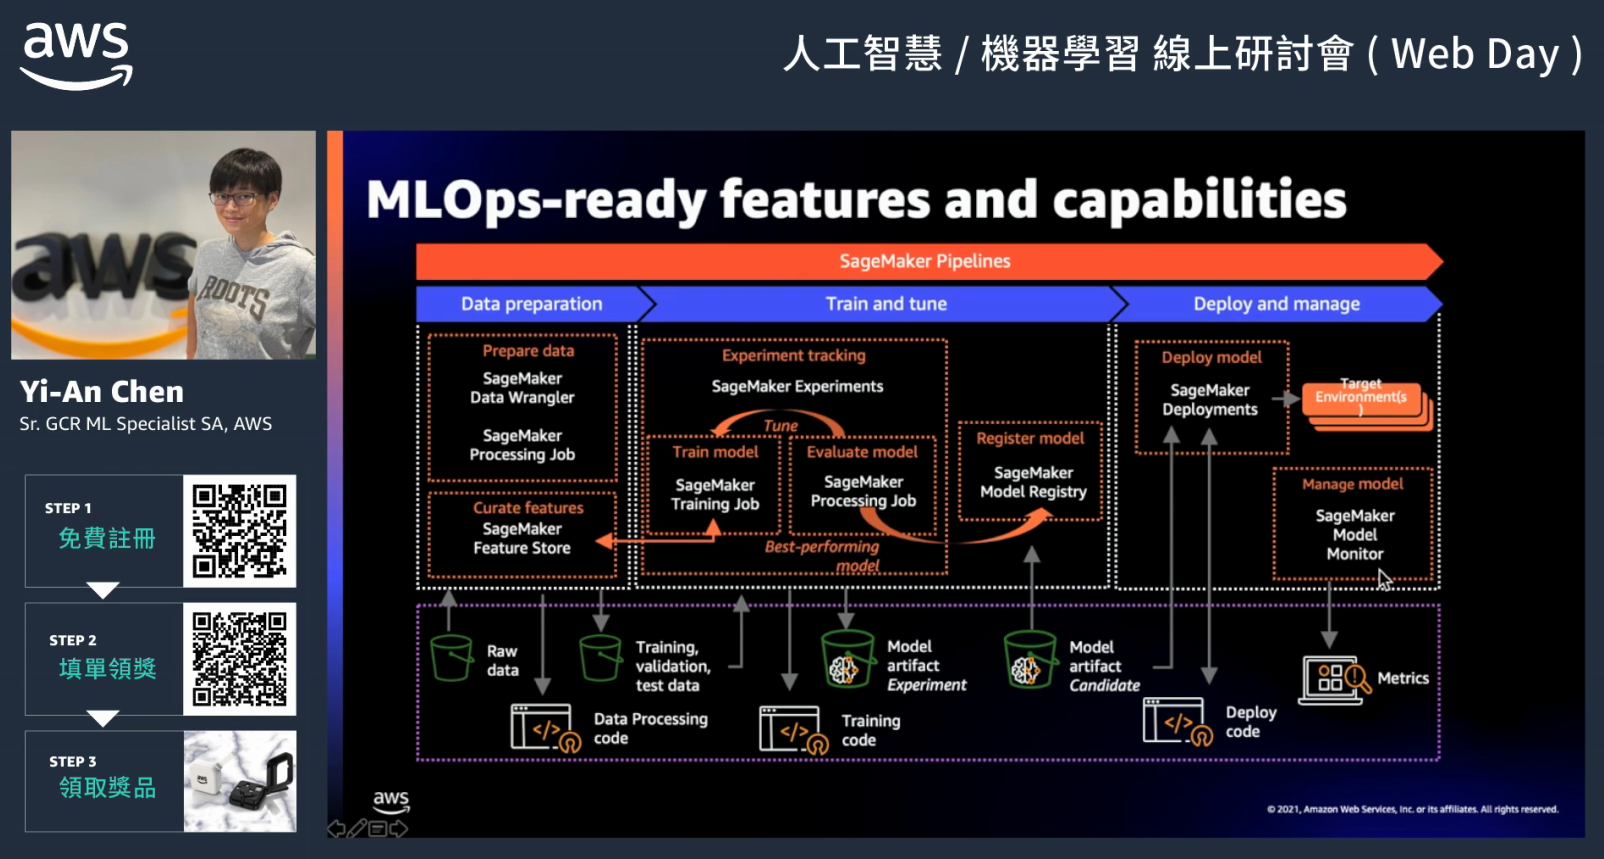 aws
人工智慧 / 機器學習 線上研討會 ( Web Day )
aws
ROOTS
Yi-An Chen
Sr. GCR ML Specialist SA, AWS
STEP 1
免費註冊
STEP 2
填單領獎
STEP 3
領取獎品
aws
MLOps-ready features and capabilities
SageMaker Pipelines
Data preparation
Train and tune
Deploy and manage
Prepare data
SageMaker
Data Wrangler
SageMaker
Processing Job
Curate features
SageMaker
Feature Store
Experiment tracking
SageMaker Experiments
Tune
Train model
SageMaker
Training Job
Evaluate model
SageMaker
Processing Job
Best-performing
model
Register model
SageMaker
Model Registry
Deploy model
SageMaker
Deployments
Target
Environment(s
)
Manage model
SageMaker
Model
Monitor
Raw
data
Data Processing
code
Training,
validation,
test data
Training
code
Model
artifact
Experiment
Model
artifact
Candidate
Deploy
code
Metrics
aws
© 2021, Amazon Web Services, Inc. or its affiliates. All rights reserved.